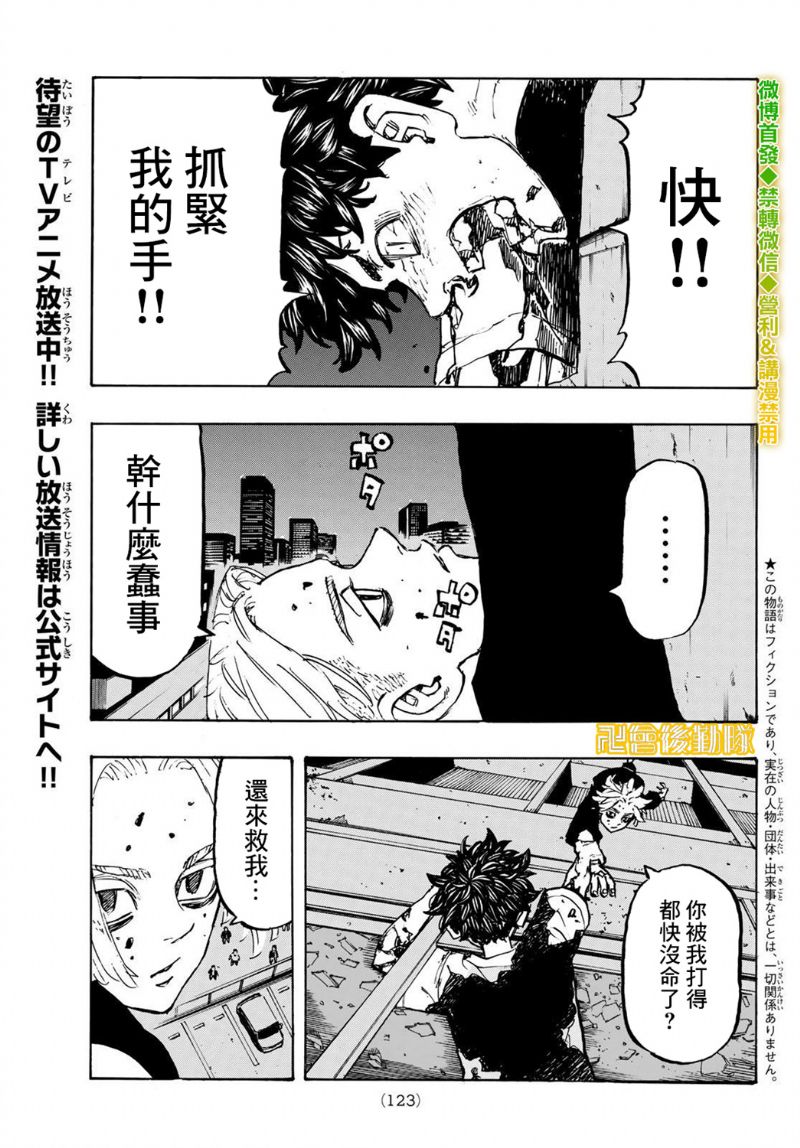 微博首發◆禁轉微信◆營利&講漫禁用
快!!
抓緊
我的手!!
……
ポタ
ポタ
幹什麼蠢事
卍會後勤隊
你被我打得
都快沒命了?
還來救我…
★この物語はフィクションであり、実在の人物・団体・出来事などとは、一切関係ありません。
待望のTVアニメ放送中!! 詳しい放送情報は公式サイトへ!!
(123)